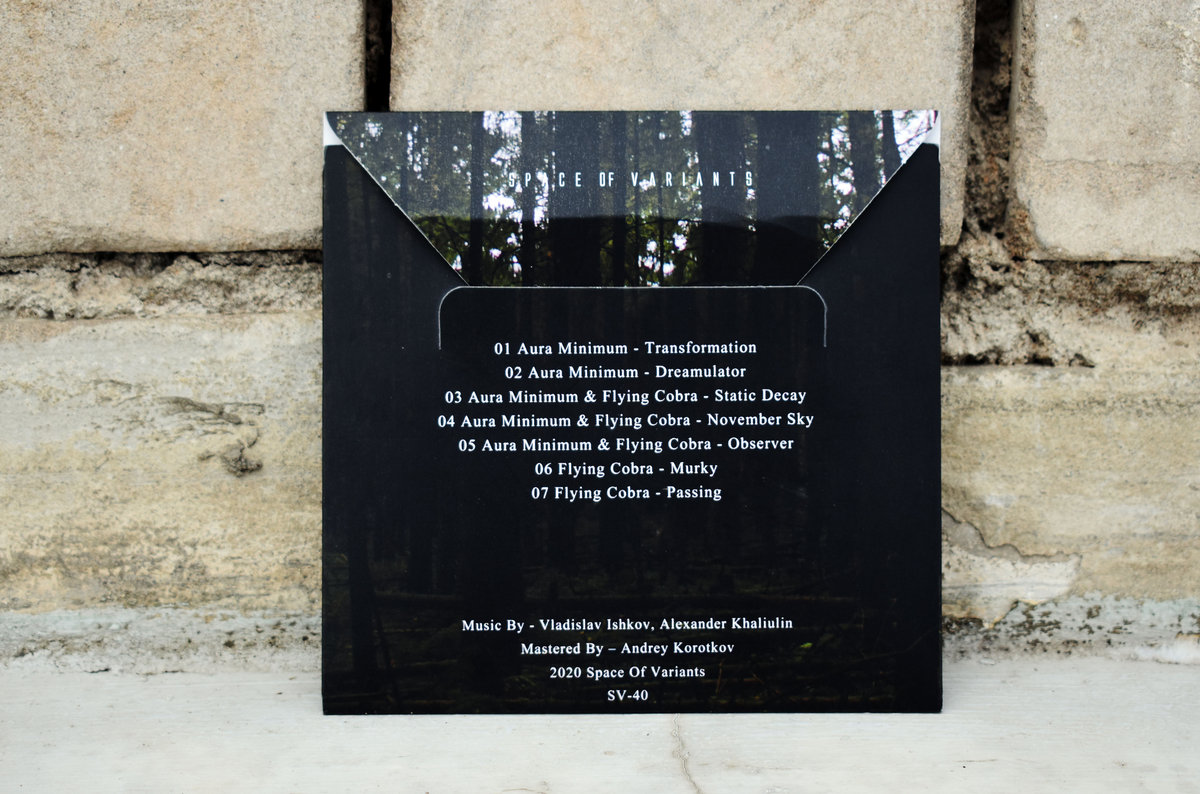 SPACE OF VARIANTS
01 Aura Minimum - Transformation
02 Aura Minimum - Dreamulator
03 Aura Minimum & Flying Cobra - Static Decay
04 Aura Minimum & Flying Cobra - November Sky
05 Aura Minimum & Flying Cobra - Observer
06 Flying Cobra - Murky
07 Flying Cobra - Passing
Music By - Vladislav Ishkov, Alexander Khaliulin
Mastered By – Andrey Korotkov
2020 Space Of Variants
SV-40